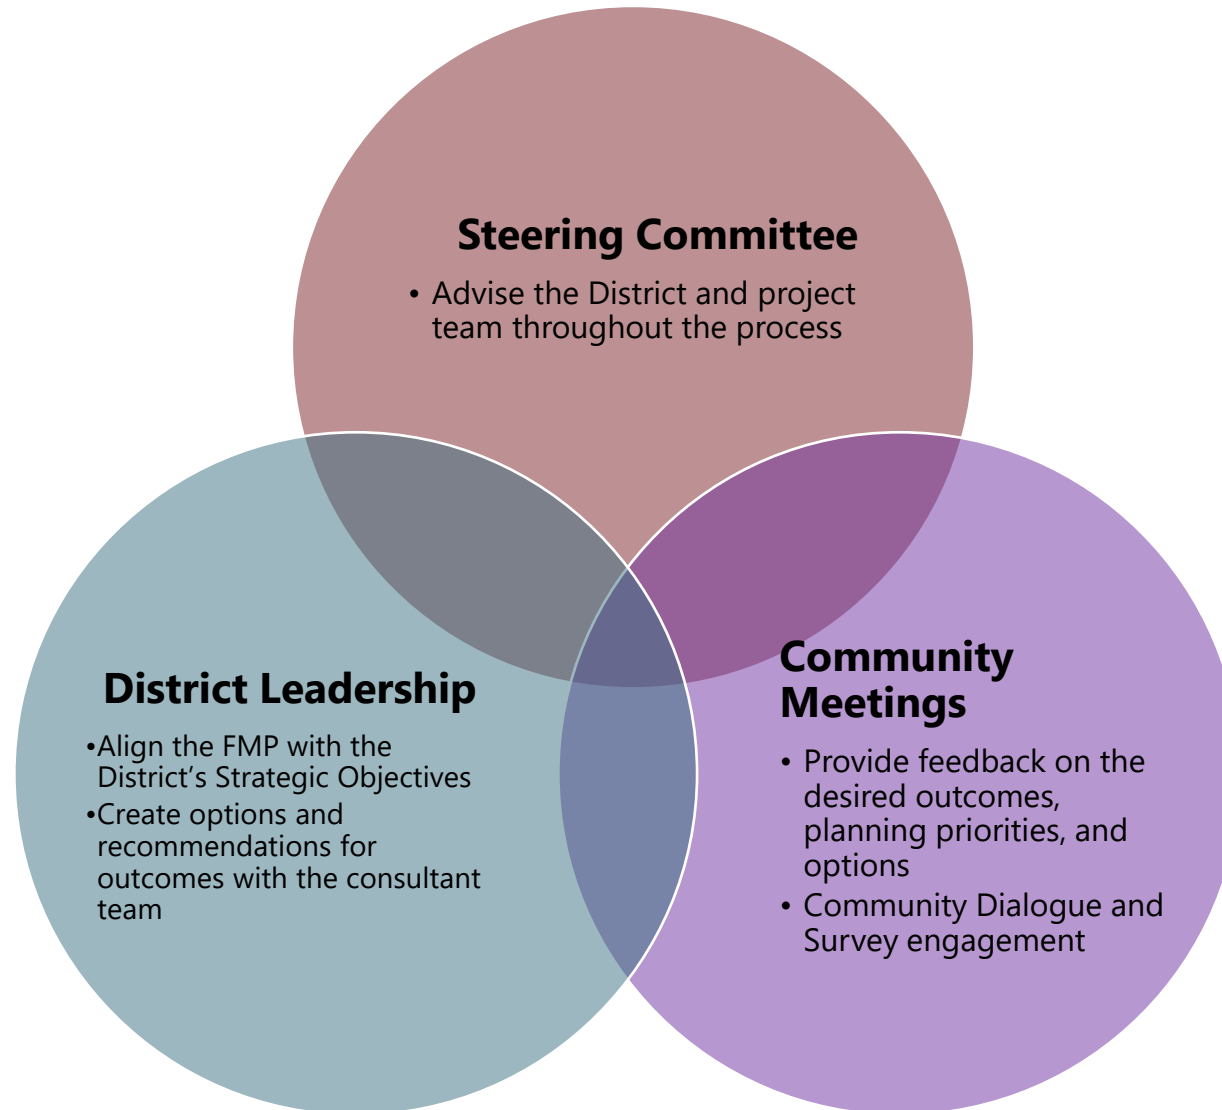 Steering Committee
• Advise the District and project
team throughout the process
District Leadership
•Align the FMP with the
District’s Strategic Objectives
•Create options and
recommendations for
outcomes with the consultant
team
Community
Meetings
• Provide feedback on the
desired outcomes,
planning priorities, and
options
• Community Dialogue and
Survey engagement